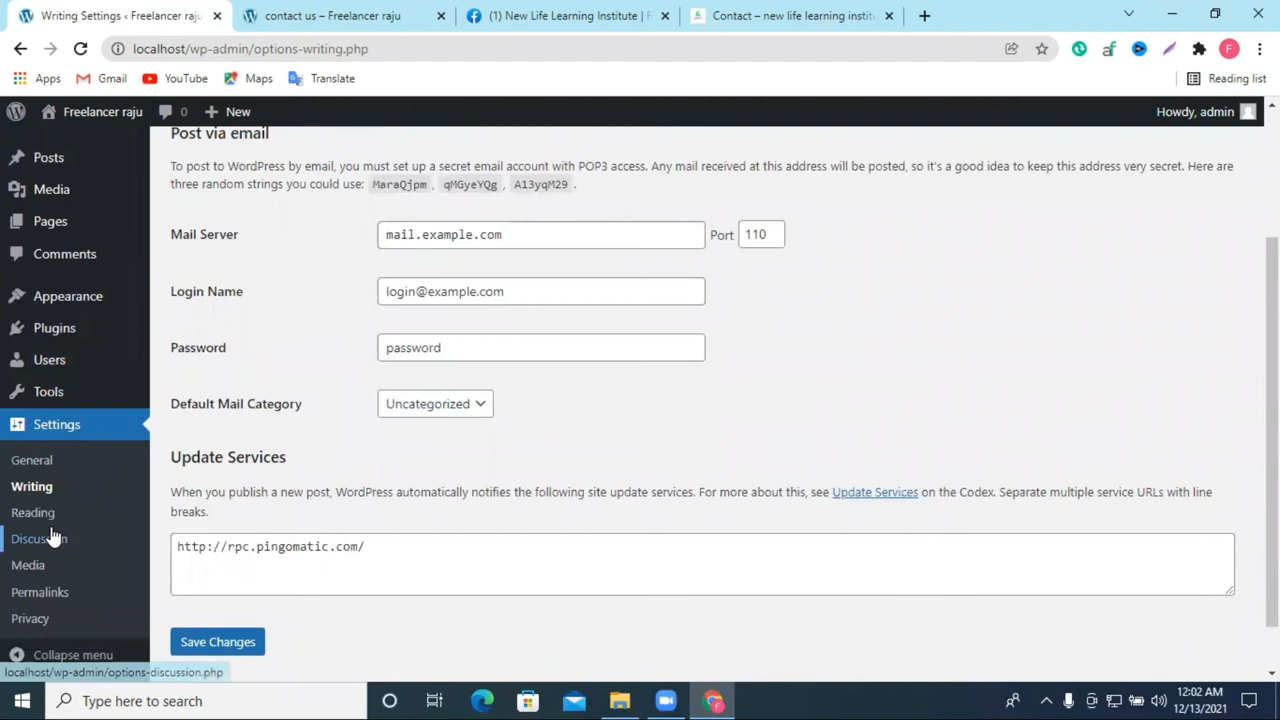 Writing Settings ‹ Freelancer raju
contact us – Freelancer raju
(1) New Life Learning Institute | F
Contact – new life learning instit
localhost/wp-admin/options-writing.php
Apps
Gmail
YouTube
Maps
Translate
Reading list
Freelancer raju
0
New
Howdy, admin
Posts
Media
Pages
Comments
Appearance
Plugins
Users
Tools
Settings
General
Writing
Reading
Discussion
Media
Permalinks
Privacy
Collapse menu
Post via email
To post to WordPress by email, you must set up a secret email account with POP3 access. Any mail received at this address will be posted, so it's a good idea to keep this address very secret. Here are
three random strings you could use: MaraQjpm , qMGyeYQg , A13yqM29 .
Mail Server
mail.example.com
Port
110
Login Name
login@example.com
Password
password
Default Mail Category
Uncategorized
Update Services
When you publish a new post, WordPress automatically notifies the following site update services. For more about this, see Update Services on the Codex. Separate multiple service URLs with line
breaks.
http://rpc.pingomatic.com/
Save Changes
localhost/wp-admin/options-discussion.php
Type here to search
12:02 AM
12/13/2021